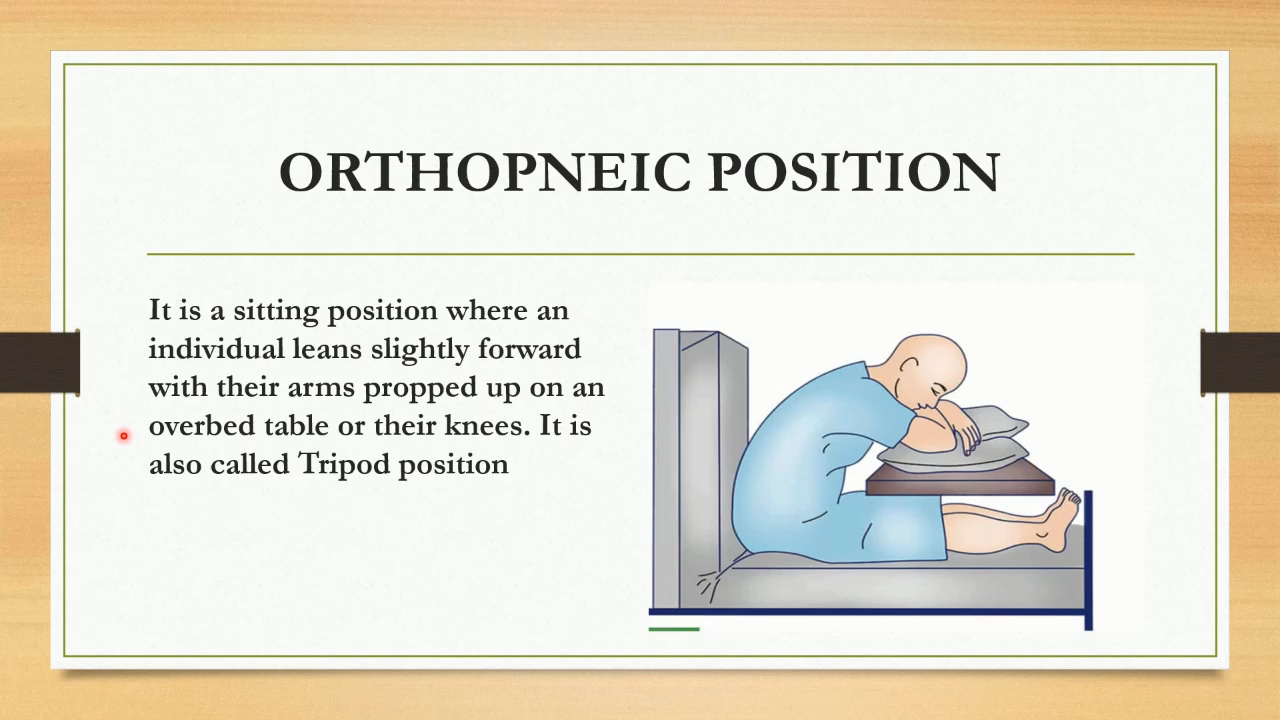 ORTHOPNEIC POSITION
It is a sitting position where an
individual leans slightly forward
with their arms propped up on an
overbed table or their knees. It is
also called Tripod position